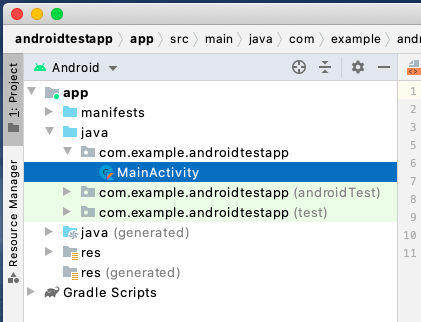 androidtestapp app src main java com example
1: Project
Resource Manager
Android
app
manifests
java
com.example.androidtestapp
MainActivity
com.example.androidtestapp (androidTest)
com.example.androidtestapp (test)
java (generated)
res
res (generated)
Gradle Scripts
1
2
3
4
5
6
7
8
9
10
11